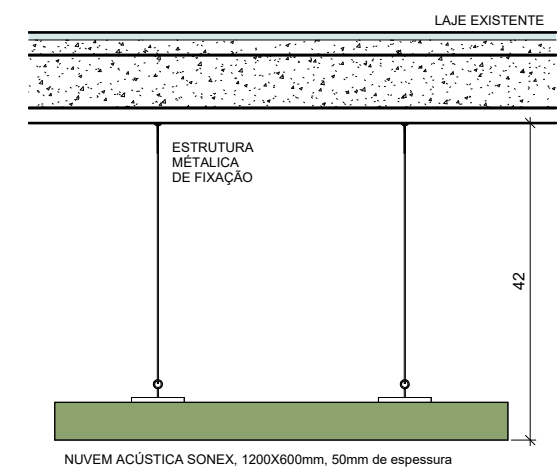 LAJE EXISTENTE
ESTRUTURA
MÉTALICA
DE FIXAÇÃO
42
NUVEM ACÚSTICA SONEX, 1200X600mm, 50mm de espessura